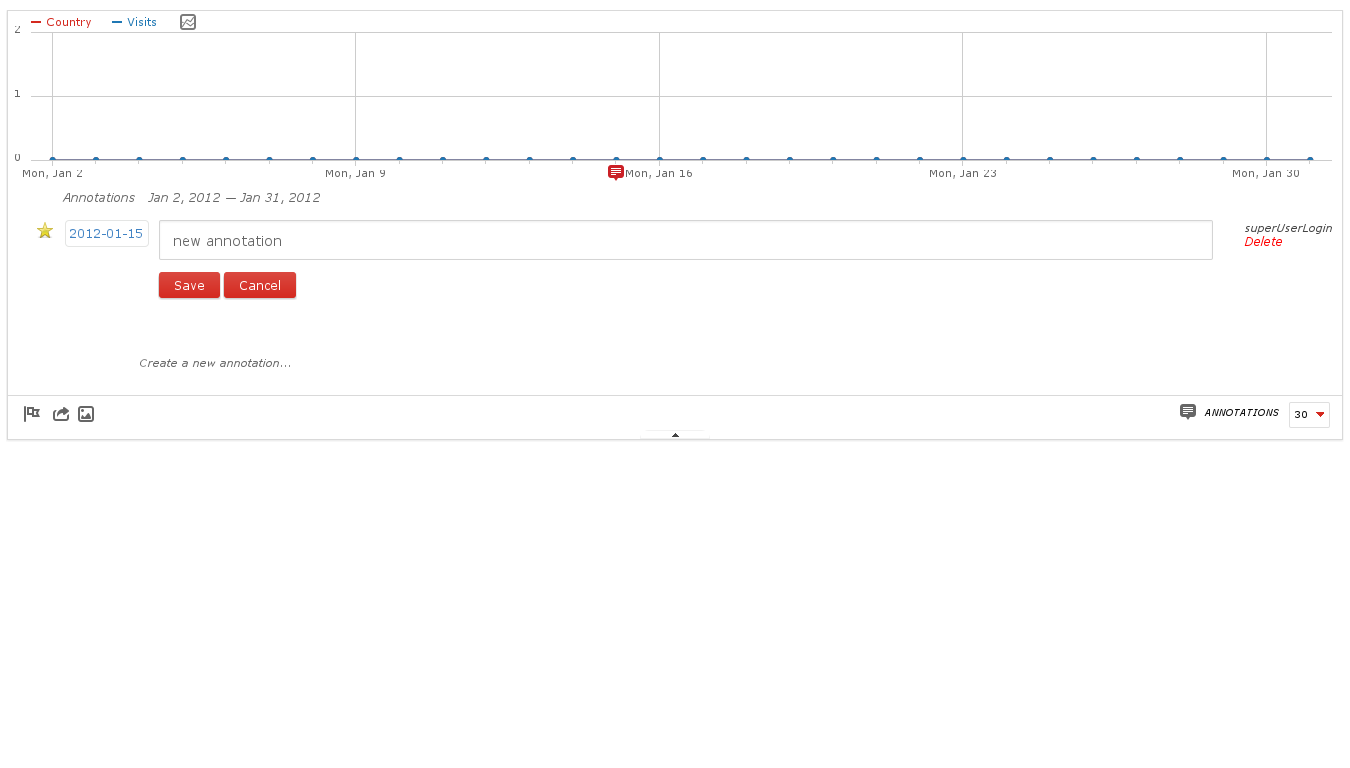 Country Visits
2
1
0
Mon, Jan 2 Mon, Jan 9 Mon, Jan 16 Mon, Jan 23 Mon, Jan 30
Annotations Jan 2, 2012 — Jan 31, 2012
2012-01-15 new annotation superUserLogin
Delete
Save Cancel
Create a new annotation...
ANNOTATIONS 30